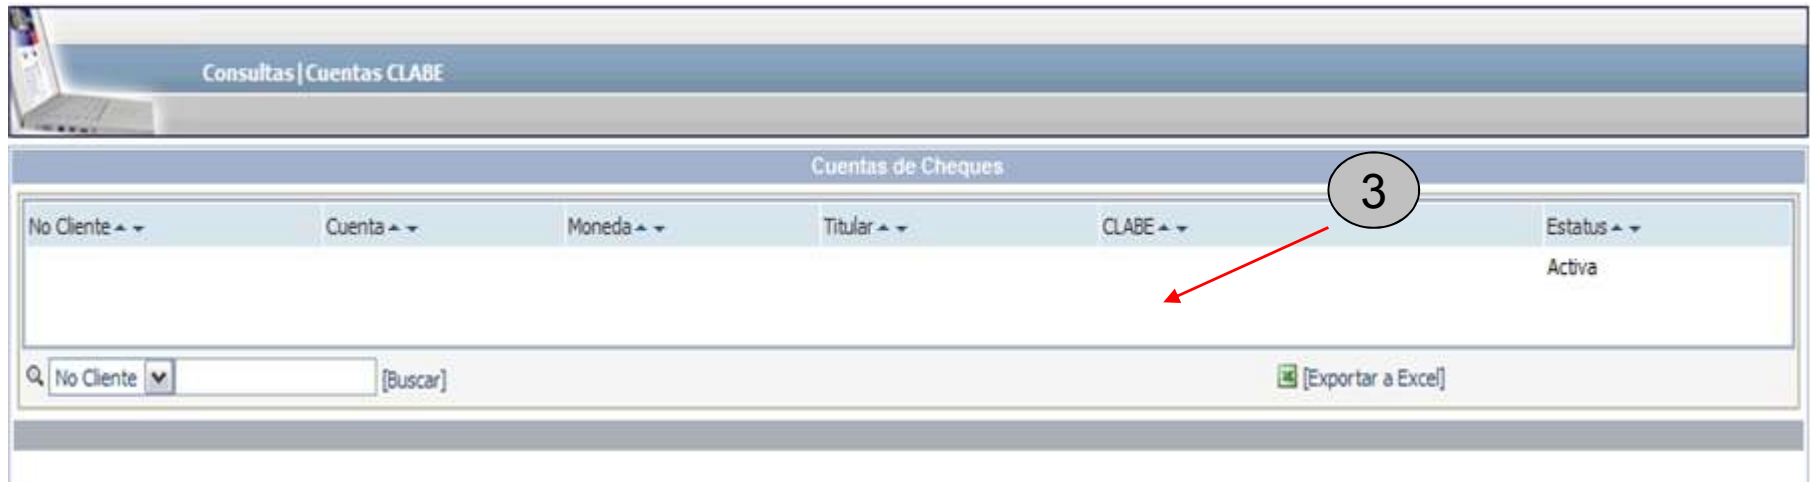 Consultas|Cuentas CLABE
Cuentas de Cheques
3
No Cliente Cuenta Moneda Titular CLABE Estatus
Activa
No Cliente [Buscar] [Exportar a Excel]